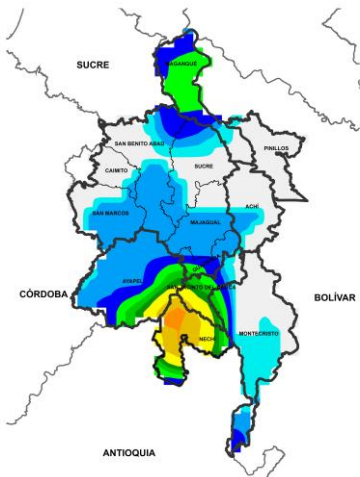 MAGANGUÉ
SUCRE
SAN BENITO ABAD
PINILLOS
SUCRE
CAIMITO
ACHÍ
SAN MARCOS
MAJAGUAL
AYAPEL
SAN JACINTO DEL CAUCA
CÓRDOBA
BOLÍVAR
MONTECRISTO
NECHÍ
ANTIOQUIA